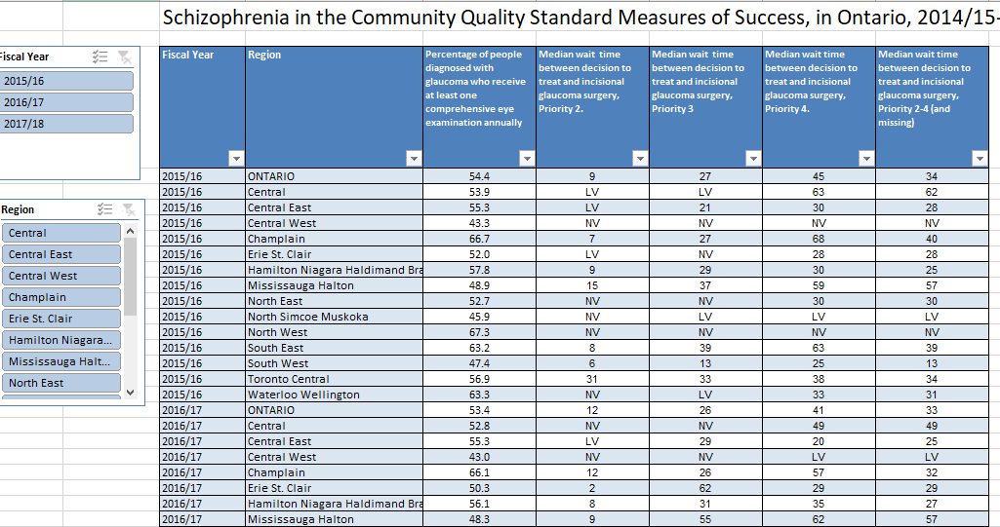 Schizophrenia in the Community Quality Standard Measures of Success, in Ontario, 2014/15-
Fiscal Year
2015/16
2016/17
2017/18
Region
Central
Central East
Central West
Champlain
Erie St. Clair
Hamilton Niagara...
Mississauga Halt...
North East
Fiscal Year Region Percentage of people diagnosed with glaucoma who receive at least one comprehensive eye examination annually Median wait time between decision to treat and incisional glaucoma surgery, Priority 2. Median wait time between decision to treat and incisional glaucoma surgery, Priority 3 Median wait time between decision to treat and incisional glaucoma surgery, Priority 4. Median wait time between decision to treat and incisional glaucoma surgery, Priority 2-4 (and missing)
2015/16 ONTARIO 54.4 9 27 45 34
2015/16 Central 53.9 LV LV 63 62
2015/16 Central East 55.3 LV 21 30 28
2015/16 Central West 43.3 NV NV NV NV
2015/16 Champlain 66.7 7 27 68 40
2015/16 Erie St. Clair 52.0 LV NV 28 28
2015/16 Hamilton Niagara Haldimand Bra 57.8 9 29 30 25
2015/16 Mississauga Halton 48.9 15 37 59 57
2015/16 North East 52.7 NV NV 30 30
2015/16 North Simcoe Muskoka 45.9 NV LV LV LV
2015/16 North West 67.3 NV NV NV NV
2015/16 South East 63.2 8 39 63 39
2015/16 South West 47.4 6 13 25 13
2015/16 Toronto Central 56.9 31 33 38 34
2015/16 Waterloo Wellington 63.3 NV LV 33 31
2016/17 ONTARIO 53.4 12 26 41 33
2016/17 Central 52.8 NV NV 49 49
2016/17 Central East 55.3 LV 29 20 25
2016/17 Central West 43.0 NV NV LV LV
2016/17 Champlain 66.1 12 26 57 32
2016/17 Erie St. Clair 50.3 2 62 29 29
2016/17 Hamilton Niagara Haldimand Bra 56.1 8 31 35 27
2016/17 Mississauga Halton 48.3 9 55 62 57